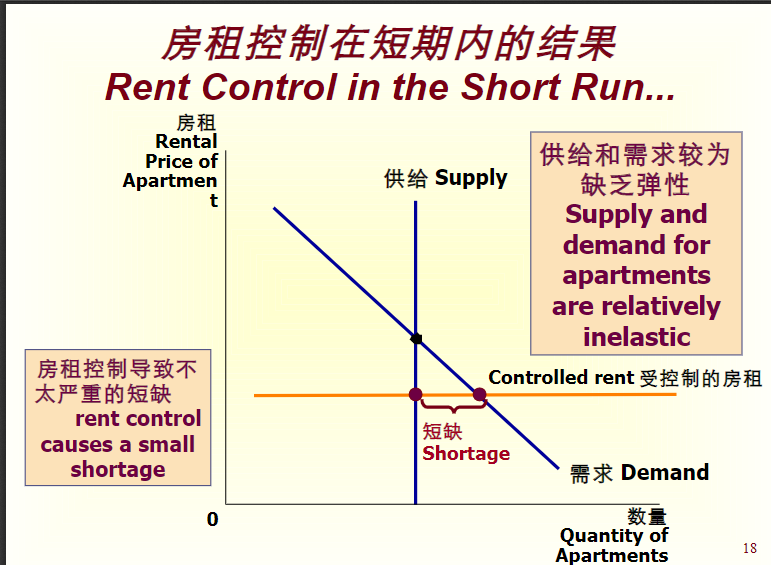 房租控制在短期内的结果
Rent Control in the Short Run...
房租
Rental
Price of
Apartmen
t
供给 Supply
供给和需求较为
缺乏弹性
Supply and
demand for
apartments
are relatively
inelastic
房租控制导致不
太严重的短缺
rent control
causes a small
shortage
Controlled rent 受控制的房租
短缺
Shortage
需求 Demand
0
数量
Quantity of
Apartments
18